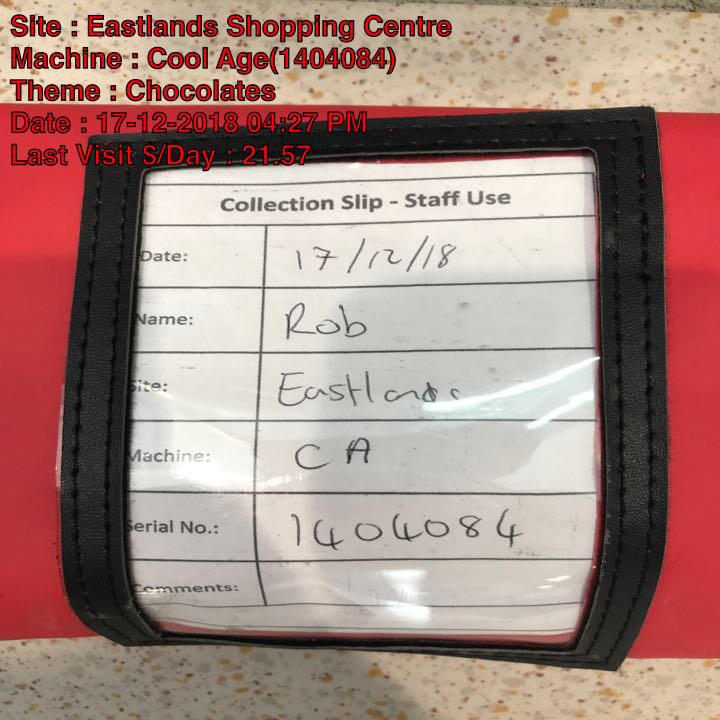 Site : Eastlands Shopping Centre
Machine : Cool Age(1404084)
Theme : Chocolates
Date : 17-12-2018 04:27 PM
Last Visit S/Day : 21.57
Collection Slip - Staff Use
Date: 17/12/18
Name: Rob
Site: Eastlands
Machine: CA
Serial No.: 1404084
Comments: